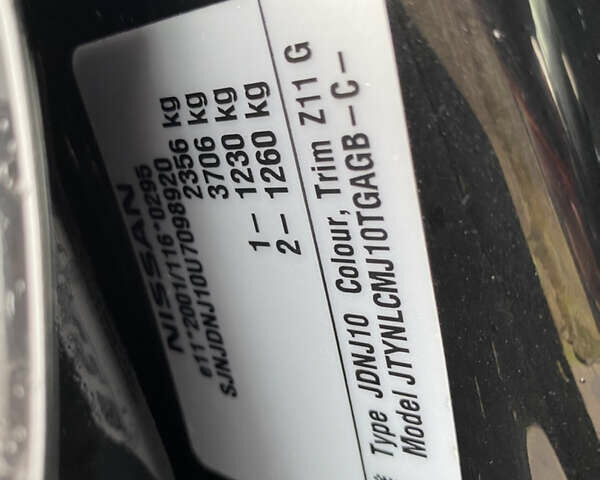 NISSAN
e11*2001/116*0295
SJNJDNJ10U7098920
2356 kg
3706 kg
1- 1230 kg
2- 1260 kg
Type JDNJ10 Colour, Trim Z11 G
Model JTYNLCMJ10TGAGB-C-